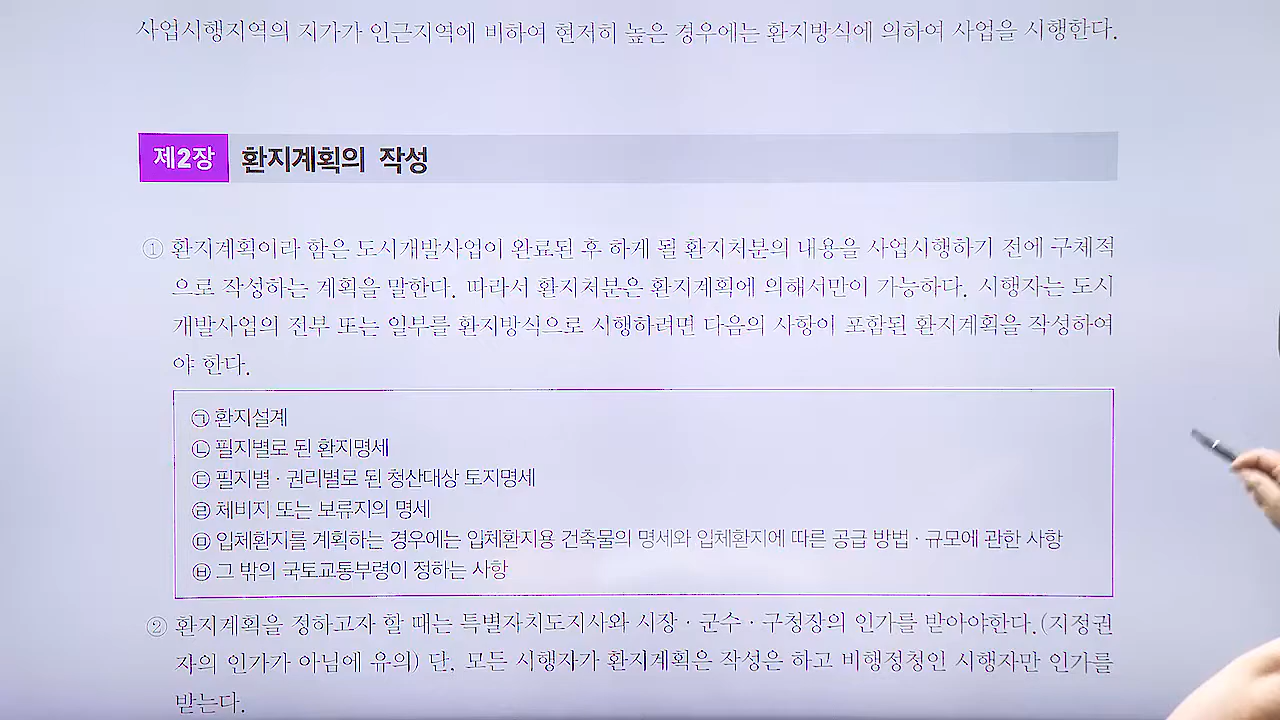 사업시행지역의 지가가 인근지역에 비하여 현저히 높은 경우에는 환지방식에 의하여 사업을 시행한다.
제2장 환지계획의 작성
① 환지계획이라 함은 도시개발사업이 완료된 후 하게 될 환지처분의 내용을 사업시행하기 전에 구체적
으로 작성하는 계획을 말한다. 따라서 환지처분은 환지계획에 의해서만이 가능하다. 시행자는 도시
개발사업의 전부 또는 일부를 환지방식으로 시행하려면 다음의 사항이 포함된 환지계획을 작성하여
야 한다.
㉠ 환지설계
㉡ 필지별로 된 환지명세
㉢ 필지별·권리별로 된 청산대상 토지명세
㉣ 체비지 또는 보류지의 명세
㉤ 입체환지를 계획하는 경우에는 입체환지용 건축물의 명세와 입체환지에 따른 공급 방법·규모에 관한 사항
㉥ 그 밖의 국토교통부령이 정하는 사항
② 환지계획을 정하고자 할 때는 특별자치도지사와 시장·군수·구청장의 인가를 받아야한다.(지정권
자의 인가가 아님에 유의) 단, 모든 시행자가 환지계획은 작성은 하고 비행정청인 시행자만 인가를
받는다.